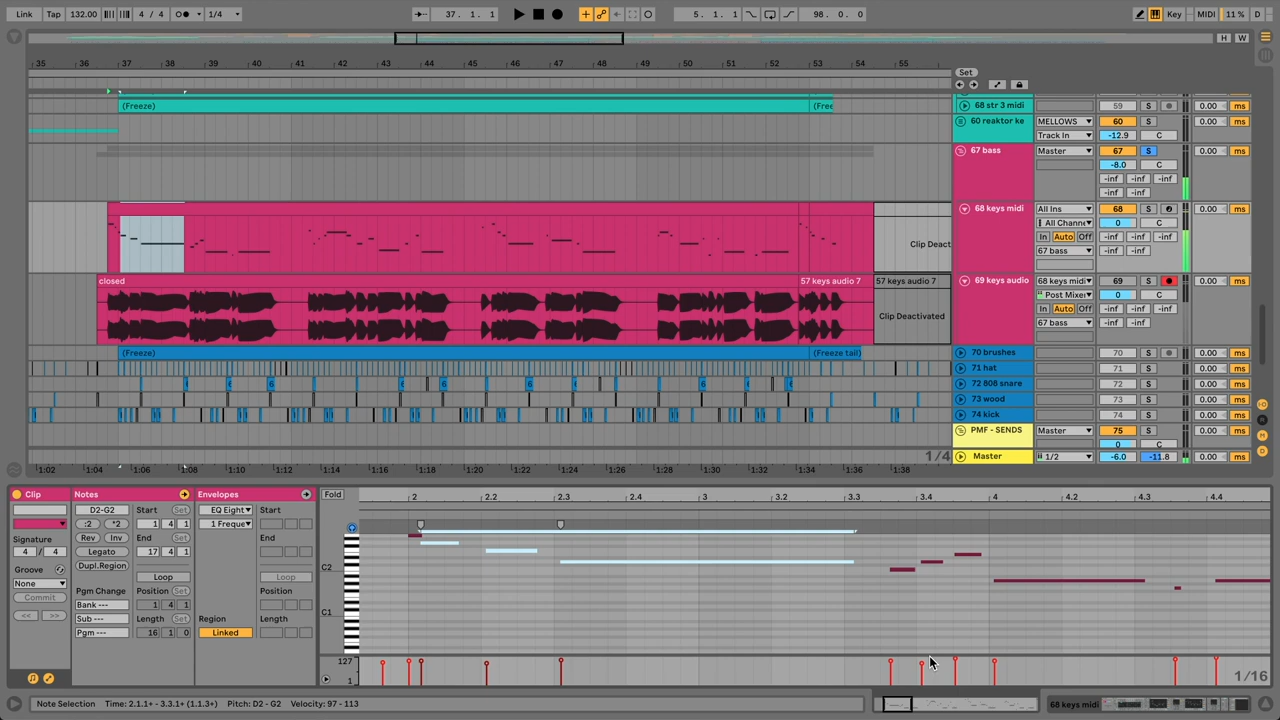 Link Tap 132.00 4 / 4 1/4 37. 1. 1 5. 1. 1 98. 0. 0 Key MIDI 11 % D
H W
35 36 37 38 39 40 41 42 43 44 45 46 47 48 49 50 51 52 53 54 55
Set
(Freeze) 68 str 3 midi 59 S 0.00 ms
60 reaktor ke MELLOWS 60 S 0.00 ms
Track In -12.9 C
67 bass Master 67 S 0.00 ms
-8.0 C
-inf -inf -inf
-inf -inf
68 keys midi All Ins 68 S 0.00 ms
0 C
In Auto Off -inf -inf -inf
Clip Deact 67 bass -inf -inf
closed 57 keys audio 7 57 keys audio 7 69 keys audio 68 keys midi 69 S 0.00 ms
Post Mixer 0 C
In Auto Off -inf -inf -inf
Clip Deactivated 67 bass -inf -inf
(Freeze) (Freeze tail) 70 brushes 70 S 0.00 ms
71 hat 71 S 0.00 ms
72 808 snare 72 S 0.00 ms
73 wood 73 S 0.00 ms
74 kick 74 S 0.00 ms
PMF - SENDS Master 75 S 0.00 ms
0 C
1/4 Master 1/2 -6.0 -11.8 0.00 ms
1:02 1:04 1:06 1:08 1:10 1:12 1:14 1:16 1:18 1:20 1:22 1:24 1:26 1:28 1:30 1:32 1:34 1:36 1:38
Clip Notes Envelopes Fold 2 2.2 2.3 2.4 3 3.2 3.3 3.4 4 4.2 4.3 4.4
D2-G2 Start EQ Eight Start
:2 *2 1 4 1 1 Freque
Signature Rev Inv End End
4 / 4 Legato 17 4 1
Groove Dupl.Region C2
None Loop Loop
Commit Pgm Change Position Set Position
<< >> Bank --- 1 4 1
Sub --- Length Set Region Length C1
Pgm --- 16 1 0 Linked
127
1 1/16
Note Selection Time: 2.1.1+ - 3.3.1+ (1.1.3+) Pitch: D2 - G2 Velocity: 97 - 113 68 keys midi